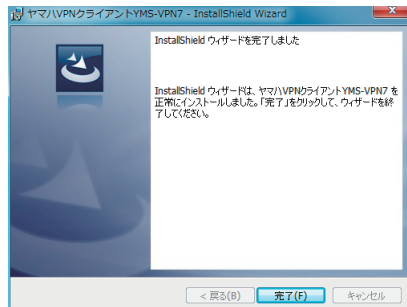 ヤマハVPNクライアントYMS-VPN7 - InstallShield Wizard
InstallShield ウィザードを完了しました
InstallShield ウィザードは、ヤマハVPNクライアントYMS-VPN7 を
正常にインストールしました。「完了」をクリックして、ウィザードを終
了してください。
< 戻る(B)
完了(F)
キャンセル